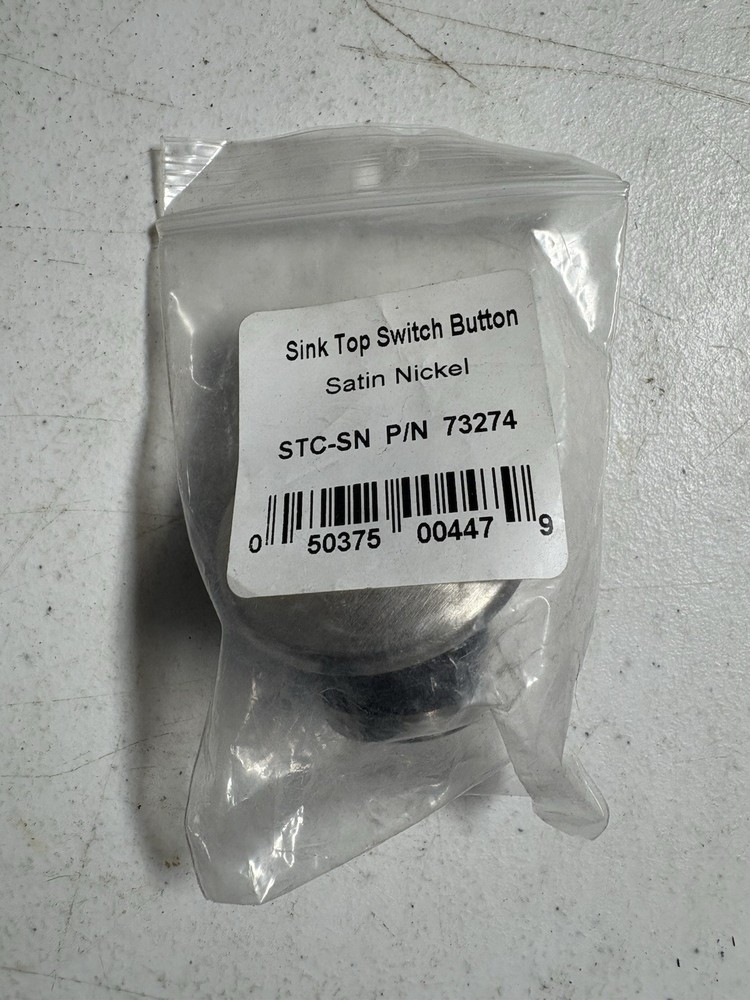 Sink Top Switch Button
Satin Nickel
STC-SN P/N 73274
0 50375 00447 9